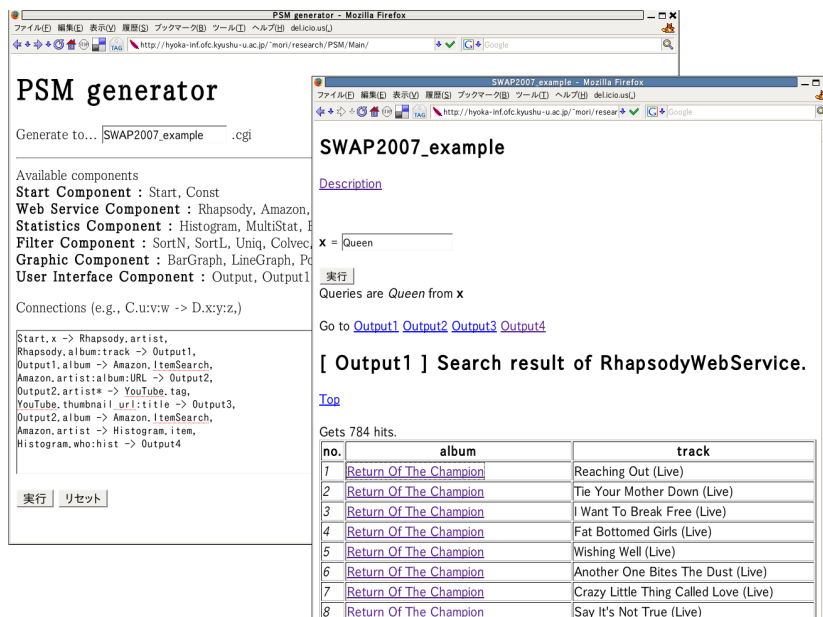 PSM generator - Mozilla Firefox
ファイル(F) 編集(E) 表示(V) 履歴(S) ブックマーク(B) ツール(T) ヘルプ(H) del.icio.us(,)
TAG http://hyoka-inf.ofc.kyushu-u.ac.jp/~mori/research/PSM/Main/ G Google
PSM generator
Generate to... SWAP2007_example .cgi
Available components
Start Component : Start, Const
Web Service Component : Rhapsody, Amazon,
Statistics Component : Histogram, MultiStat,
Filter Component : SortN, SortL, Uniq, Colvec,
Graphic Component : BarGraph, LineGraph,
User Interface Component : Output, Output1
Connections (e.g., C.u:v:w -> D.x:y:z,)
Start.x -> Rhapsody.artist,
Rhapsody.album:track -> Output1,
Output1.album -> Amazon.ItemSearch,
Amazon.artist:album:URL -> Output2,
Output2.artist* -> YouTube.tag,
YouTube.thumbnail_url:title -> Output3,
Output2.album -> Amazon.ItemSearch,
Amazon.artist -> Histogram.item,
Histogram.who:hist -> Output4
実行 リセット
SWAP2007_example - Mozilla Firefox
ファイル(F) 編集(E) 表示(V) 履歴(S) ブックマーク(B) ツール(T) ヘルプ(H) del.icio.us(,)
TAG http://hyoka-inf.ofc.kyushu-u.ac.jp/~mori/resear G Google
SWAP2007_example
Description
x = Queen
実行
Queries are Queen from x
Go to Output1 Output2 Output3 Output4
[ Output1 ] Search result of RhapsodyWebService.
Top
Gets 784 hits.
no. album track
1 Return Of The Champion Reaching Out (Live)
2 Return Of The Champion Tie Your Mother Down (Live)
3 Return Of The Champion I Want To Break Free (Live)
4 Return Of The Champion Fat Bottomed Girls (Live)
5 Return Of The Champion Wishing Well (Live)
6 Return Of The Champion Another One Bites The Dust (Live)
7 Return Of The Champion Crazy Little Thing Called Love (Live)
8 Return Of The Champion Say It's Not True (Live)